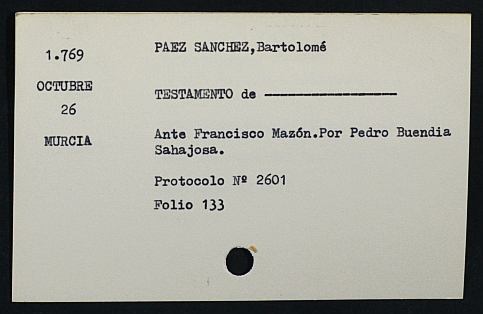 1.769
OCTUBRE
26
MURCIA
PAEZ SANCHEZ,Bartolomé
TESTAMENTO de ------------------
Ante Francisco Mazón.Por Pedro Buendia
Sahajosa.
Protocolo Nº 2601
Folio 133